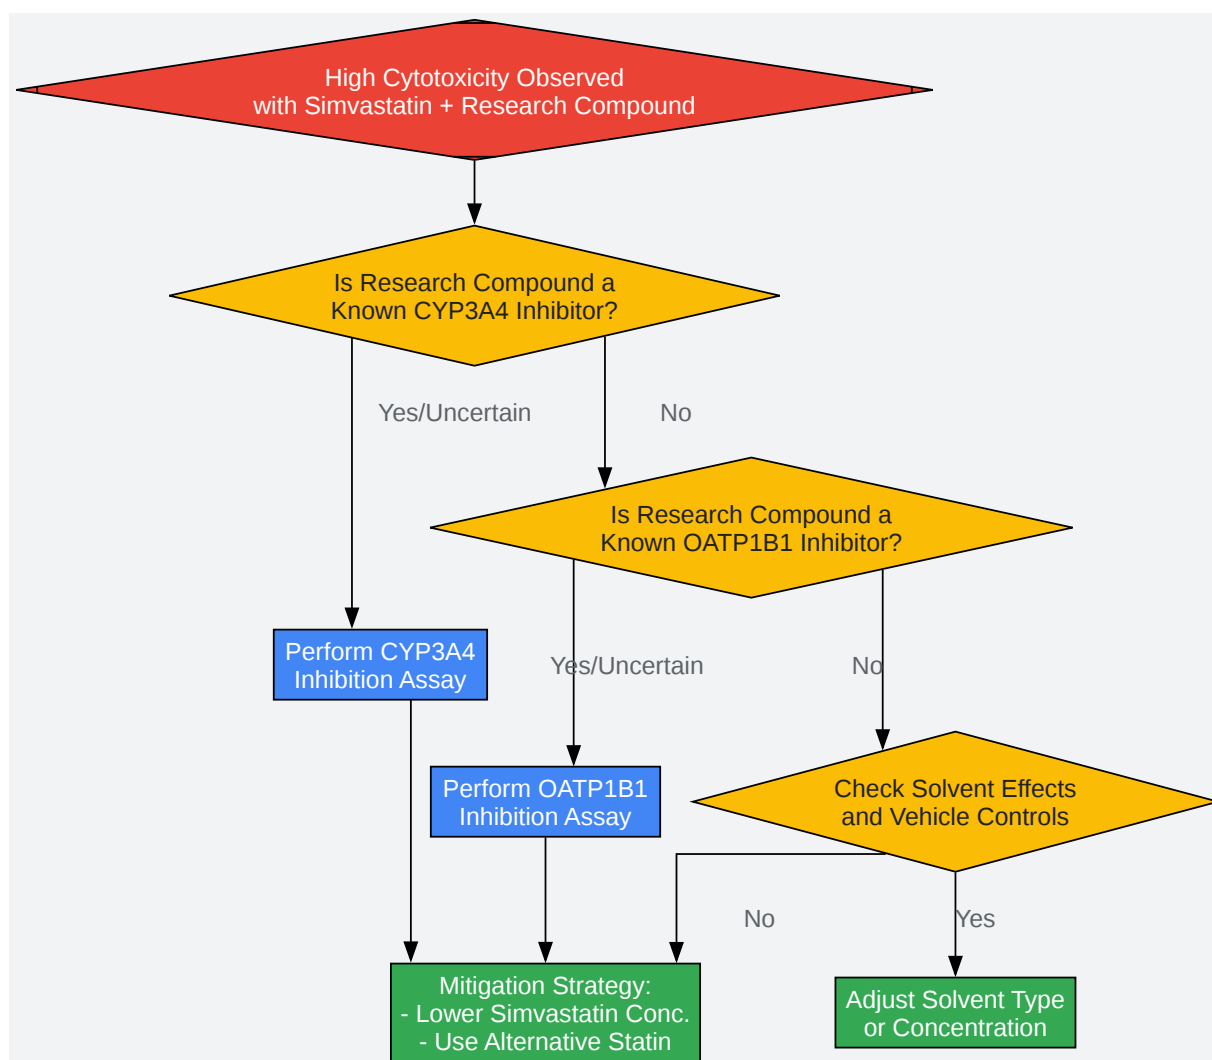 High Cytotoxicity Observed
with Simvastatin + Research Compound
Is Research Compound a
Known CYP3A4 Inhibitor?
Yes/Uncertain
No
Is Research Compound a
Known OATP1B1 Inhibitor?
Perform CYP3A4
Inhibition Assay
Yes/Uncertain
No
Perform OATP1B1
Inhibition Assay
Check Solvent Effects
and Vehicle Controls
No
Yes
Mitigation Strategy:
- Lower Simvastatin Conc.
- Use Alternative Statin
Adjust Solvent Type
or Concentration